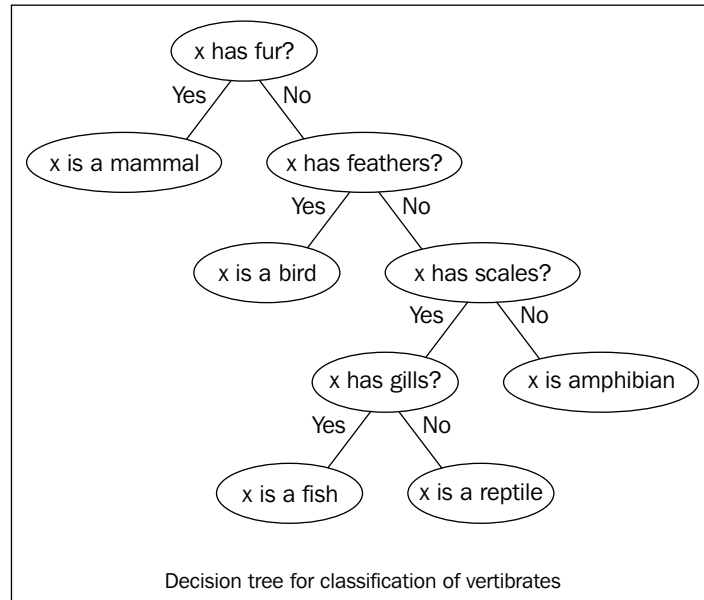 x has fur?
Yes
No
x is a mammal
x has feathers?
Yes
No
x is a bird
x has scales?
Yes
No
x has gills?
x is amphibian
Yes
No
x is a fish
x is a reptile
Decision tree for classification of vertibrates